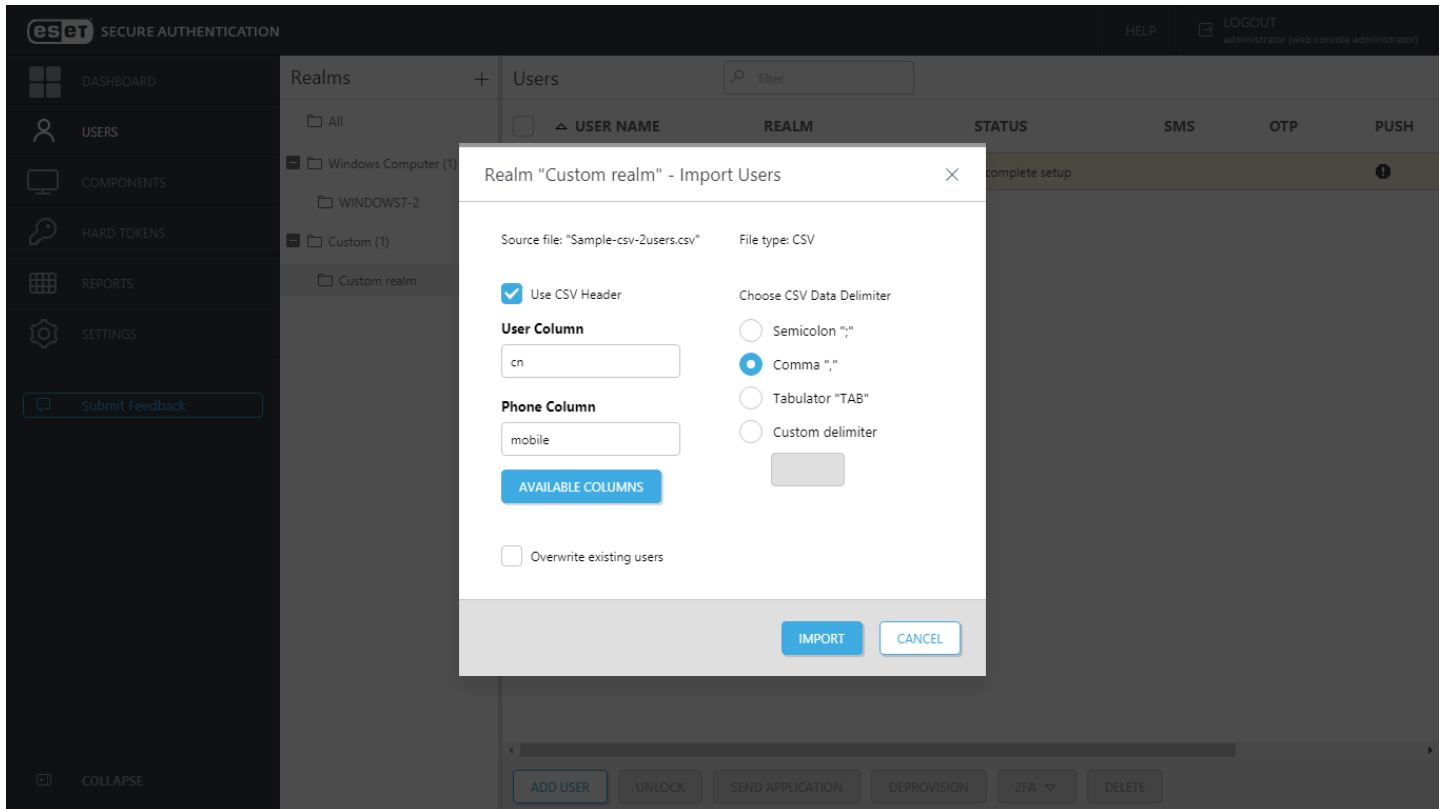 eset SECURE AUTHENTICATION
HELP
LOGOUT
administrator (web console administrator)
DASHBOARD
USERS
COMPONENTS
HARD TOKENS
REPORTS
SETTINGS
Submit Feedback
COLLAPSE
Realms +
All
Windows Computer (1)
WINDOWS7-2
Custom (1)
Custom realm
Users
filter
USER NAME REALM STATUS SMS OTP PUSH
complete setup
Realm "Custom realm" - Import Users
Source file: "Sample-csv-2users.csv" File type: CSV
Use CSV Header
User Column
cn
Phone Column
mobile
AVAILABLE COLUMNS
Overwrite existing users
Choose CSV Data Delimiter
Semicolon ";"
Comma ","
Tabulator "TAB"
Custom delimiter
IMPORT CANCEL
ADD USER UNLOCK SEND APPLICATION DEPROVISION 2FA DELETE